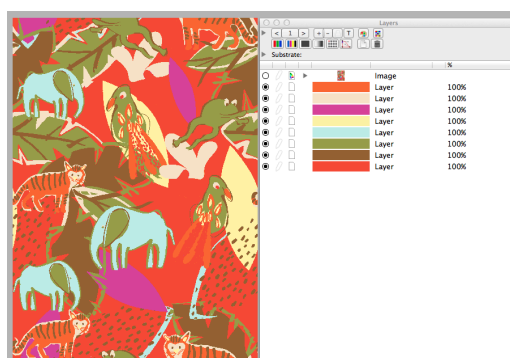 Layers
< 1 > + - T
Substrate:
%
Image
Layer 100%
Layer 100%
Layer 100%
Layer 100%
Layer 100%
Layer 100%
Layer 100%
Layer 100%